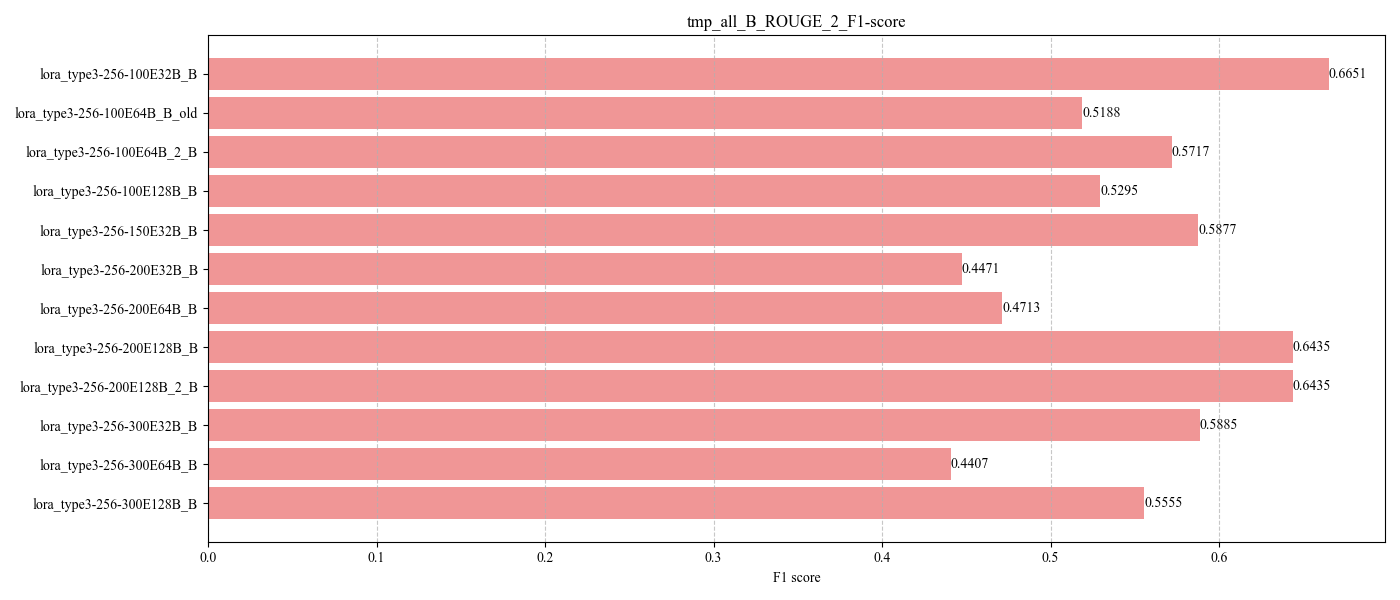 tmp_all_B_ROUGE_2_F1-score
lora_type3-256-100E32B_B 0.6651
lora_type3-256-100E64B_B_old 0.5188
lora_type3-256-100E64B_2_B 0.5717
lora_type3-256-100E128B_B 0.5295
lora_type3-256-150E32B_B 0.5877
lora_type3-256-200E32B_B 0.4471
lora_type3-256-200E64B_B 0.4713
lora_type3-256-200E128B_B 0.6435
lora_type3-256-200E128B_2_B 0.6435
lora_type3-256-300E32B_B 0.5885
lora_type3-256-300E64B_B 0.4407
lora_type3-256-300E128B_B 0.5555
0.0 0.1 0.2 0.3 0.4 0.5 0.6
F1 score